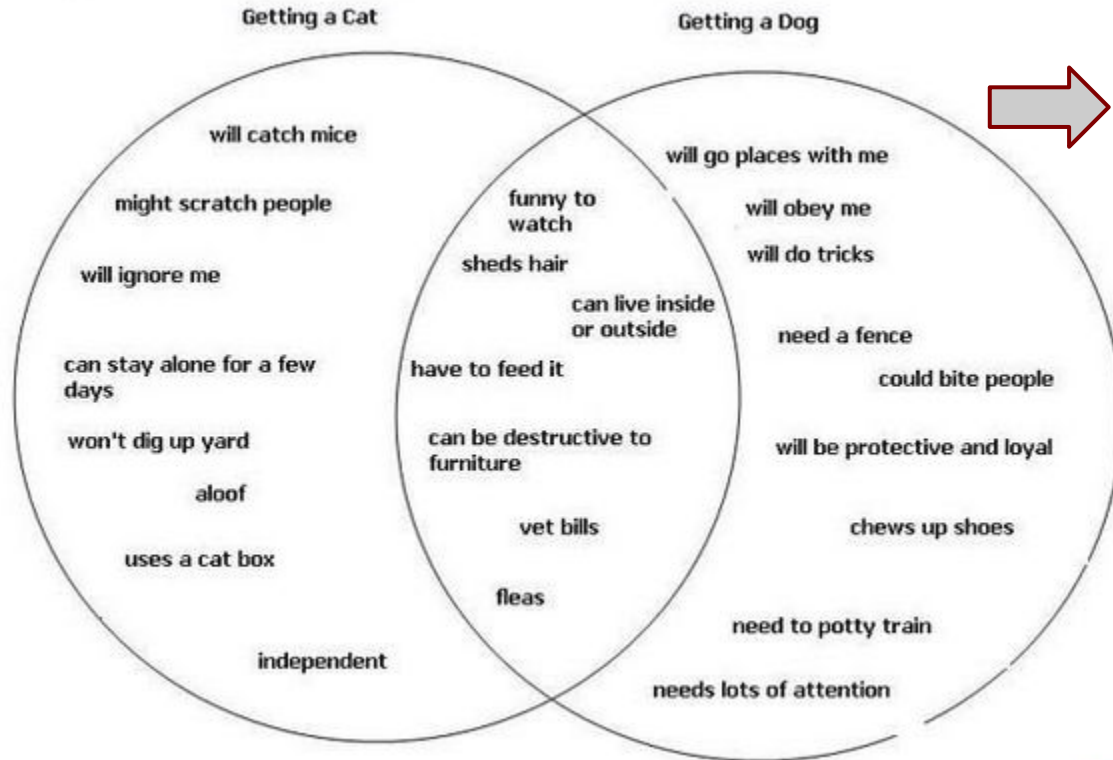 Getting a Cat
Getting a Dog
will catch mice
might scratch people
will ignore me
can stay alone for a few
days
won't dig up yard
aloof
uses a cat box
independent
funny to
watch
sheds hair
can live inside
or outside
have to feed it
can be destructive to
furniture
vet bills
fleas
will go places with me
will obey me
will do tricks
need a fence
could bite people
will be protective and loyal
chews up shoes
need to potty train
needs lots of attention